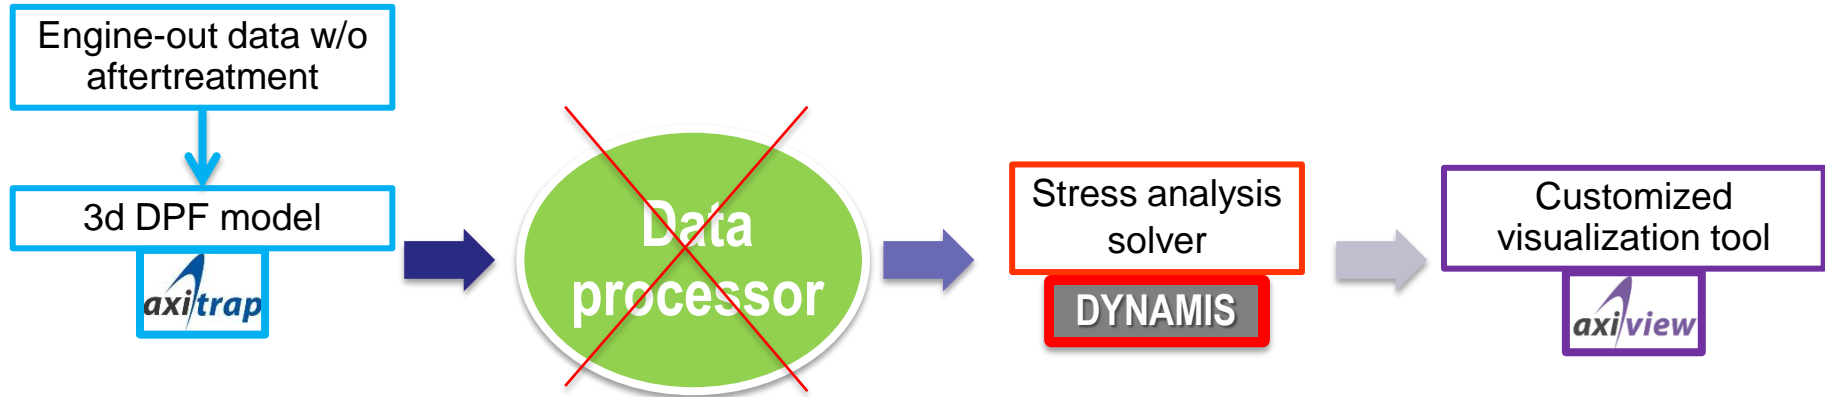 Engine-out data w/o
aftertreatment
3d DPF model
axitrap
Data
processor
Stress analysis
solver
DYNAMIS
Customized
visualization tool
axiview